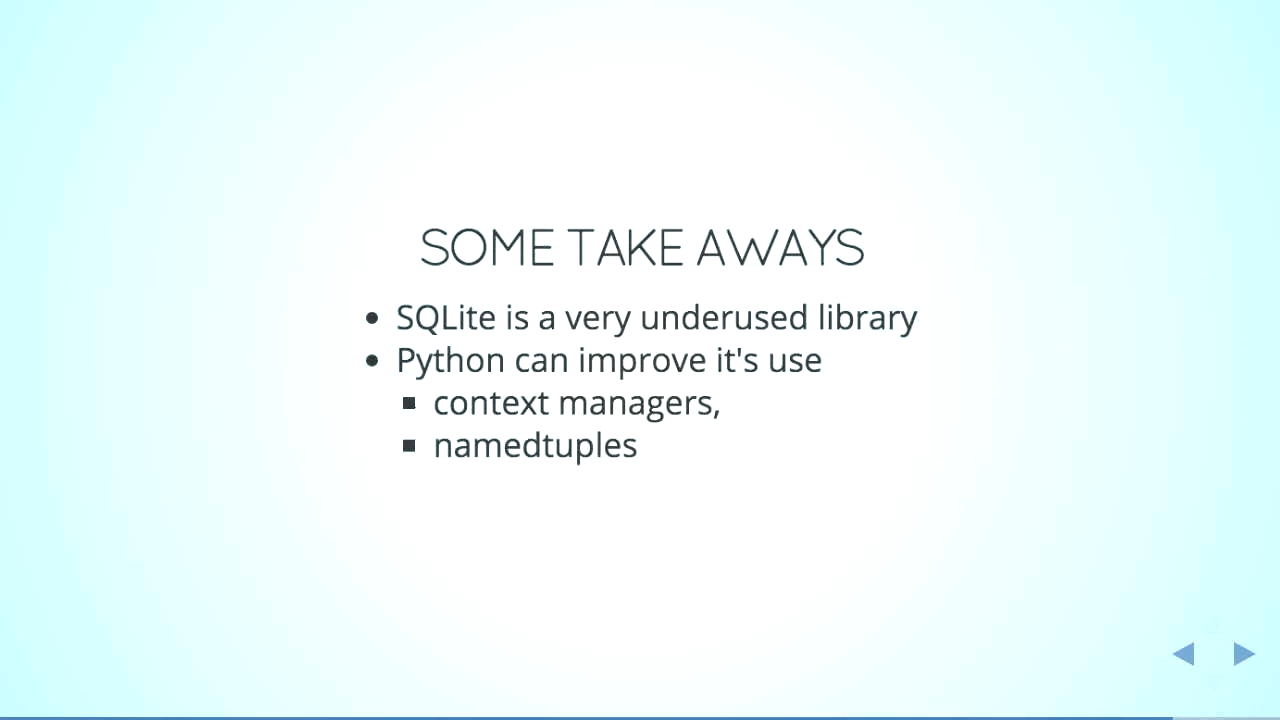 SOME TAKE AWAYS
SQLite is a very underused library
Python can improve it's use
context managers,
namedtuples